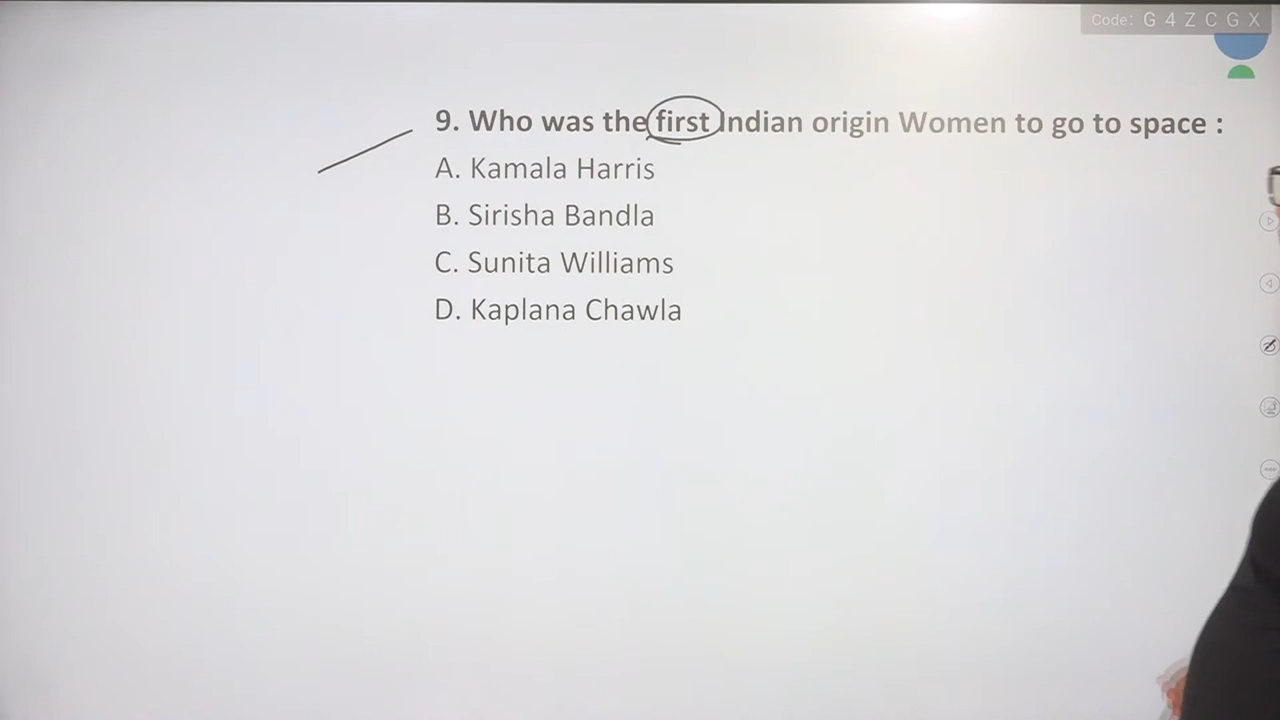 Code: G 4 Z C G X
9. Who was the first Indian origin Women to go to space :
A. Kamala Harris
B. Sirisha Bandla
C. Sunita Williams
D. Kaplana Chawla